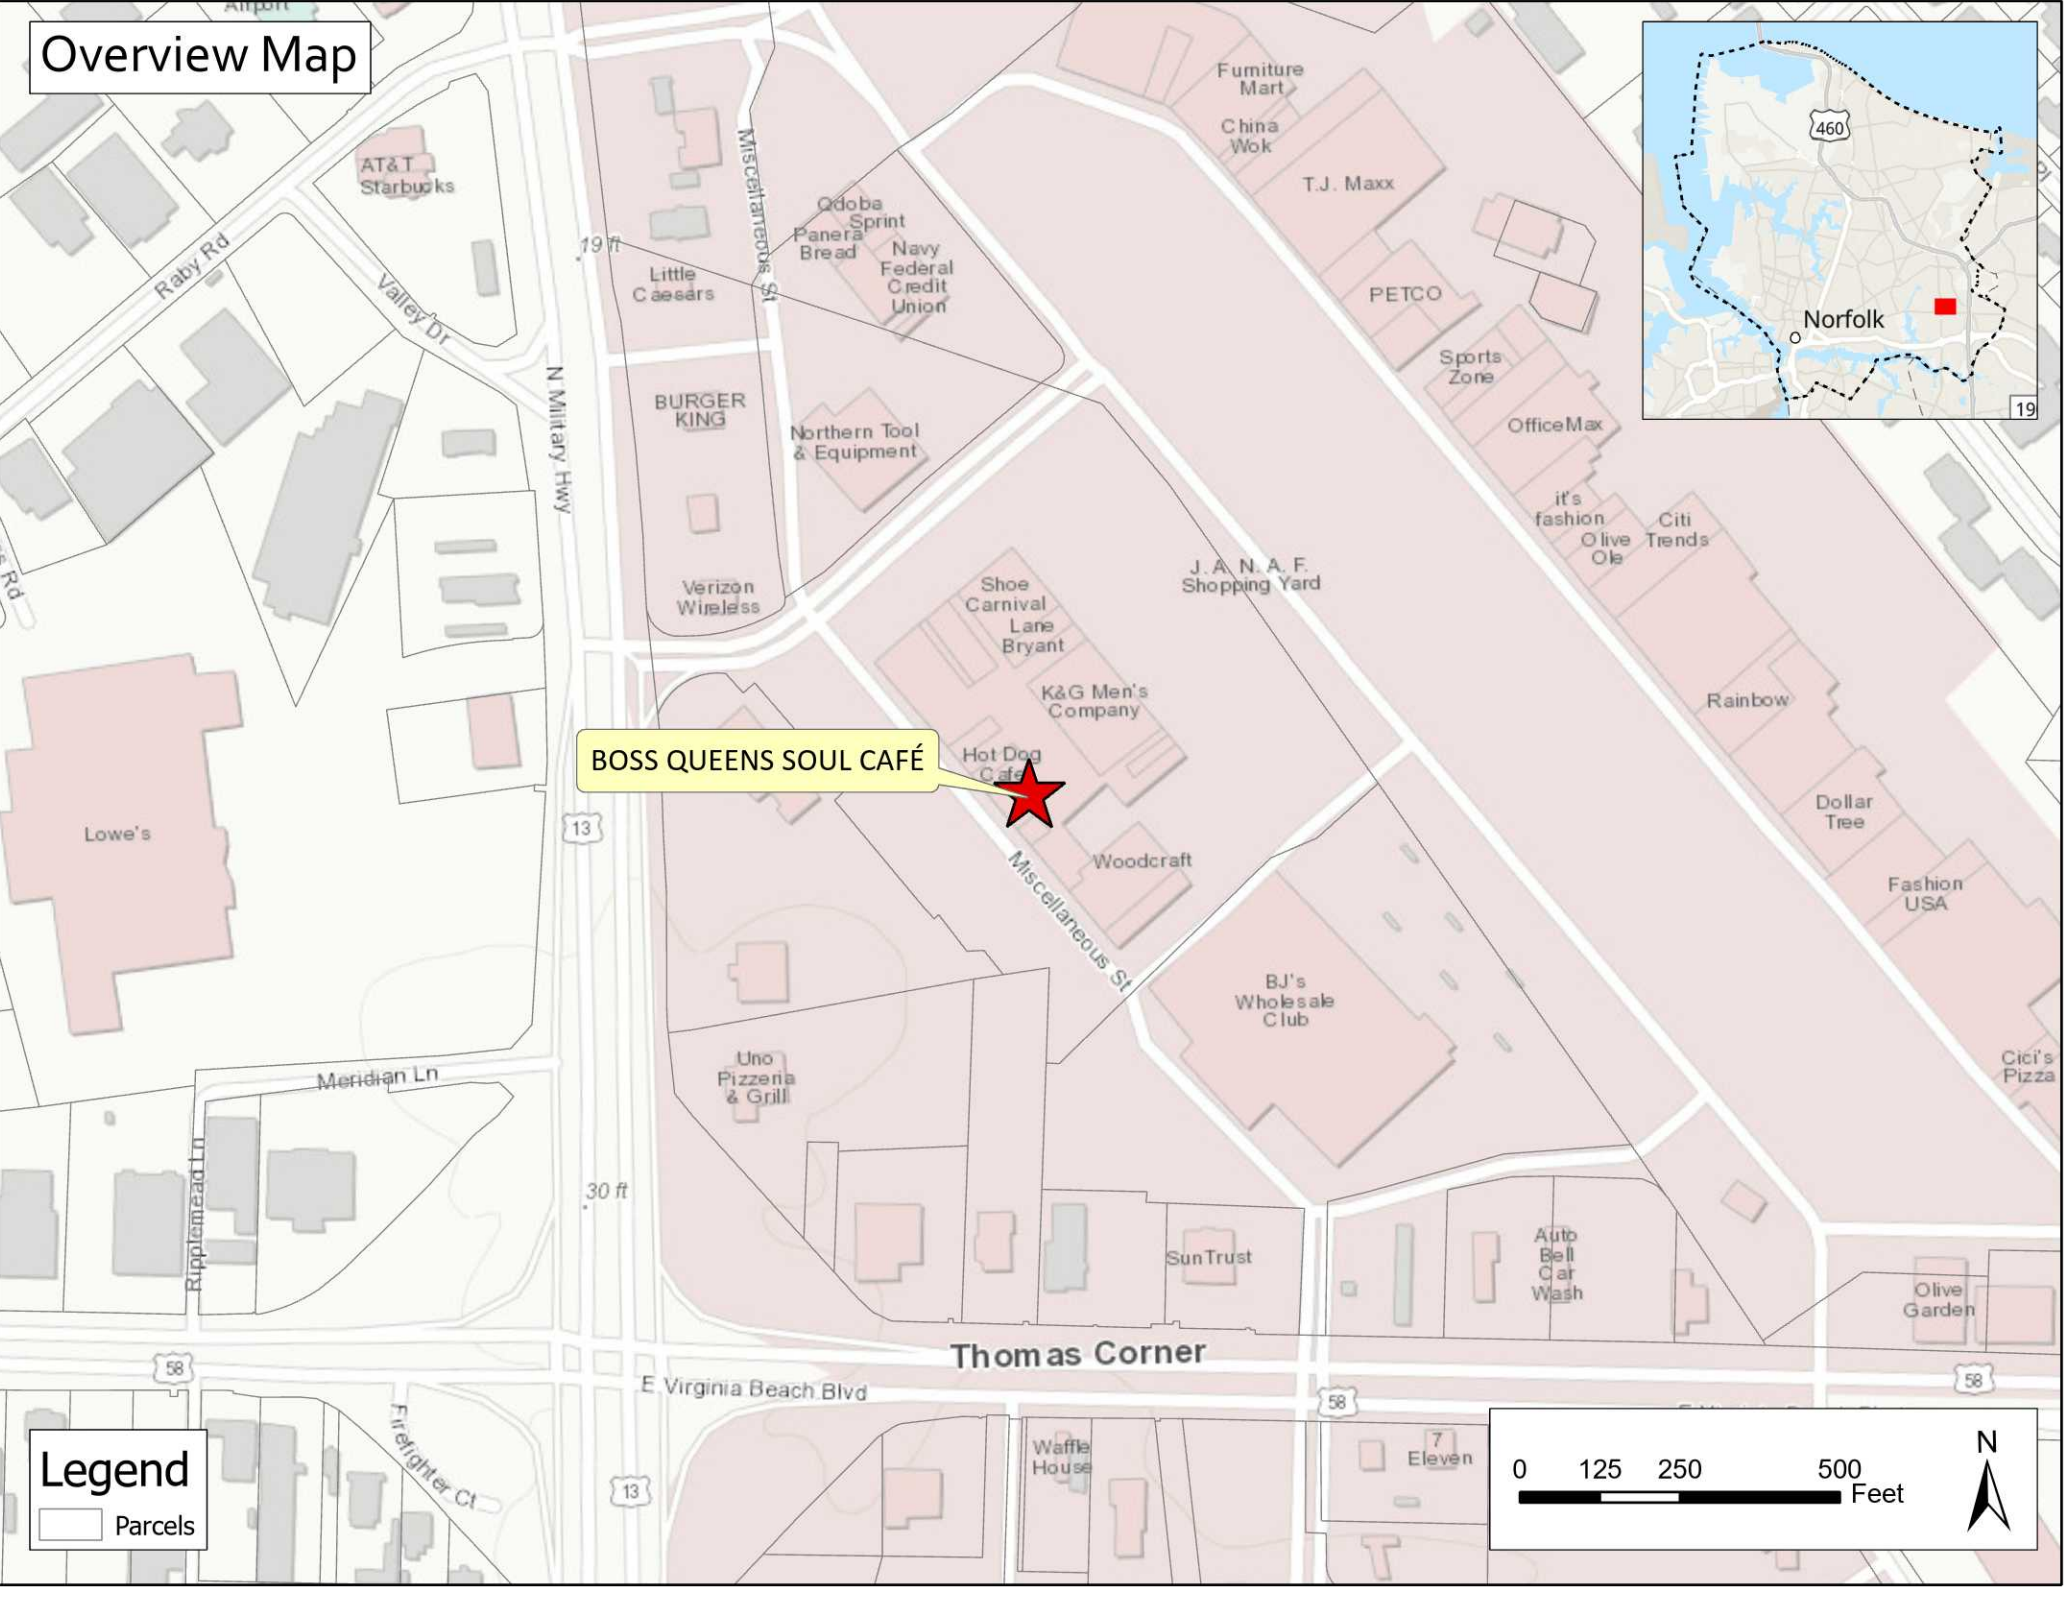 Airport
Overview Map
Furniture
Mart
China
Wok
T.J. Maxx
460
Norfolk
19
AT&T
Starbucks
Miscellaneous St
Qdoba
Sprint
Panera
Bread
Navy
Federal
Credit
Union
19 ft
Raby Rd
Valley Dr
Little
Caesars
PETCO
Sports
Zone
OfficeMax
N Military Hwy
BURGER
KING
Northern Tool
& Equipment
it's
fashion
Olive
Ole
Citi
Trends
Verizon
Wireless
Shoe
Carnival
Lane
Bryant
J. A. N. A. F.
Shopping Yard
K&G Men's
Company
Rainbow
BOSS QUEENS SOUL CAFÉ
Hot Dog
Cafe
Lowe's
13
Dollar
Tree
Woodcraft
Miscellaneous St
Fashion
USA
BJ's
Wholesale
Club
Uno
Pizzeria
& Grill
Cici's
Pizza
Meridian Ln
Ripplemead Ln
30 ft
SunTrust
Auto
Bell
Car
Wash
Olive
Garden
Thomas Corner
58
E Virginia Beach Blvd
58
58
Firefighter Ct
13
Waffle
House
7
Eleven
Legend
Parcels
0 125 250 500
Feet
N